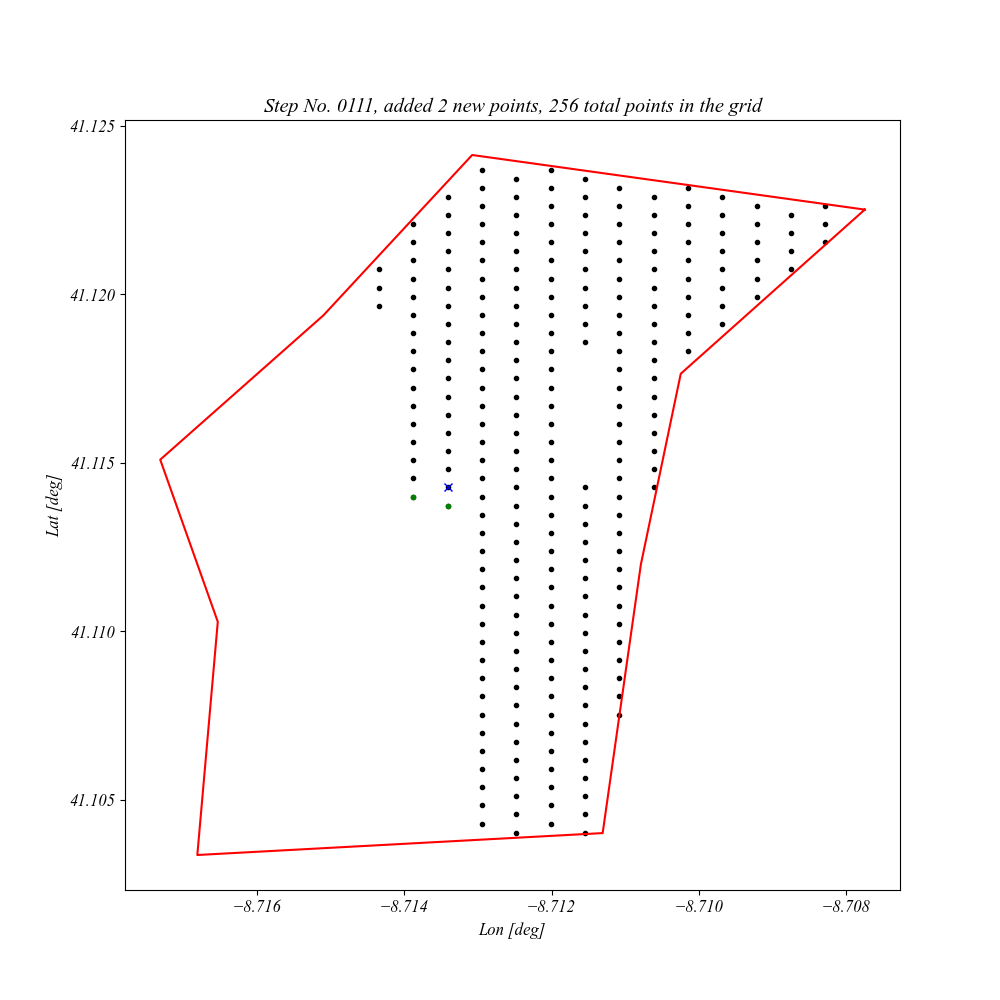 Step No. 0111, added 2 new points, 256 total points in the grid
41.125
41.120
41.115
41.110
41.105
Lat [deg]
−8.716 −8.714 −8.712 −8.710 −8.708
Lon [deg]